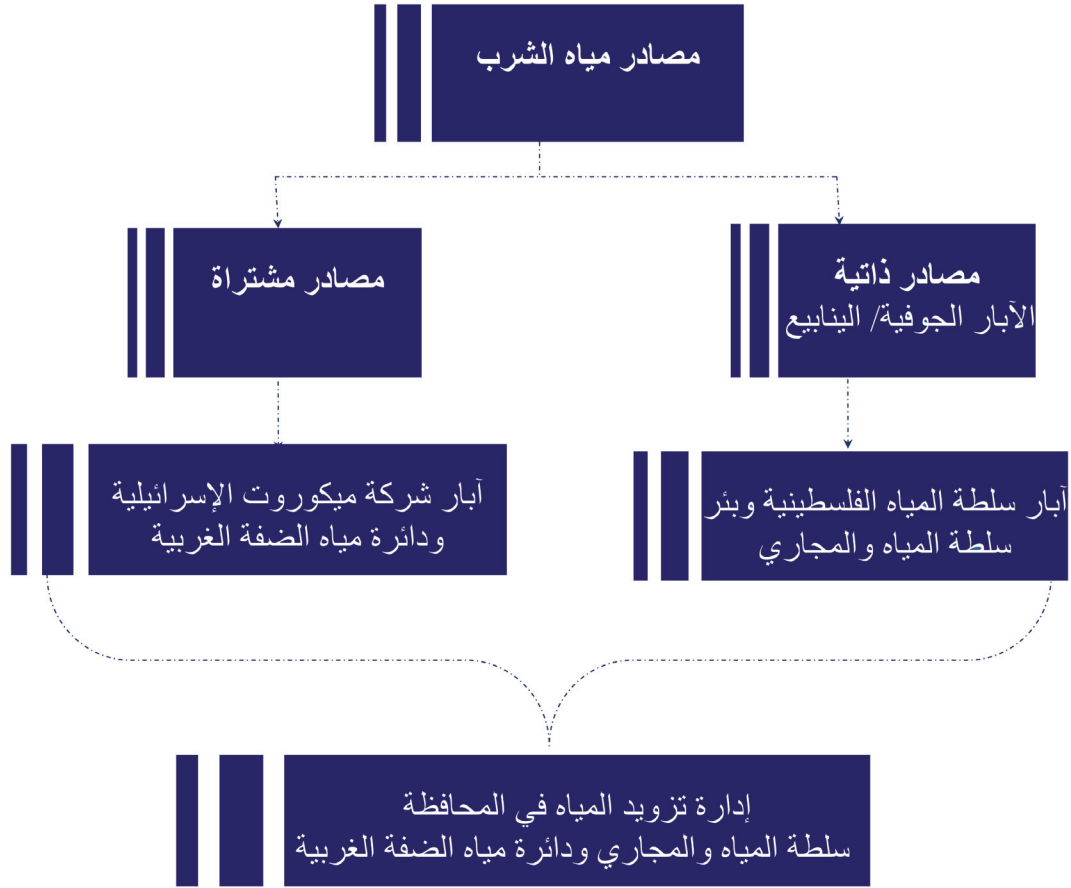 مصادر مياه الشرب
مصادر ذاتية
الآبار الجوفية/ الينابيع
مصادر مشتراة
آبار سلطة المياه الفلسطينية وبئر
سلطة المياه والمجاري
آبار شركة ميكوروت الإسرائيلية
ودائرة مياه الضفة الغربية
إدارة تزويد المياه في المحافظة
سلطة المياه والمجاري ودائرة مياه الضفة الغربية